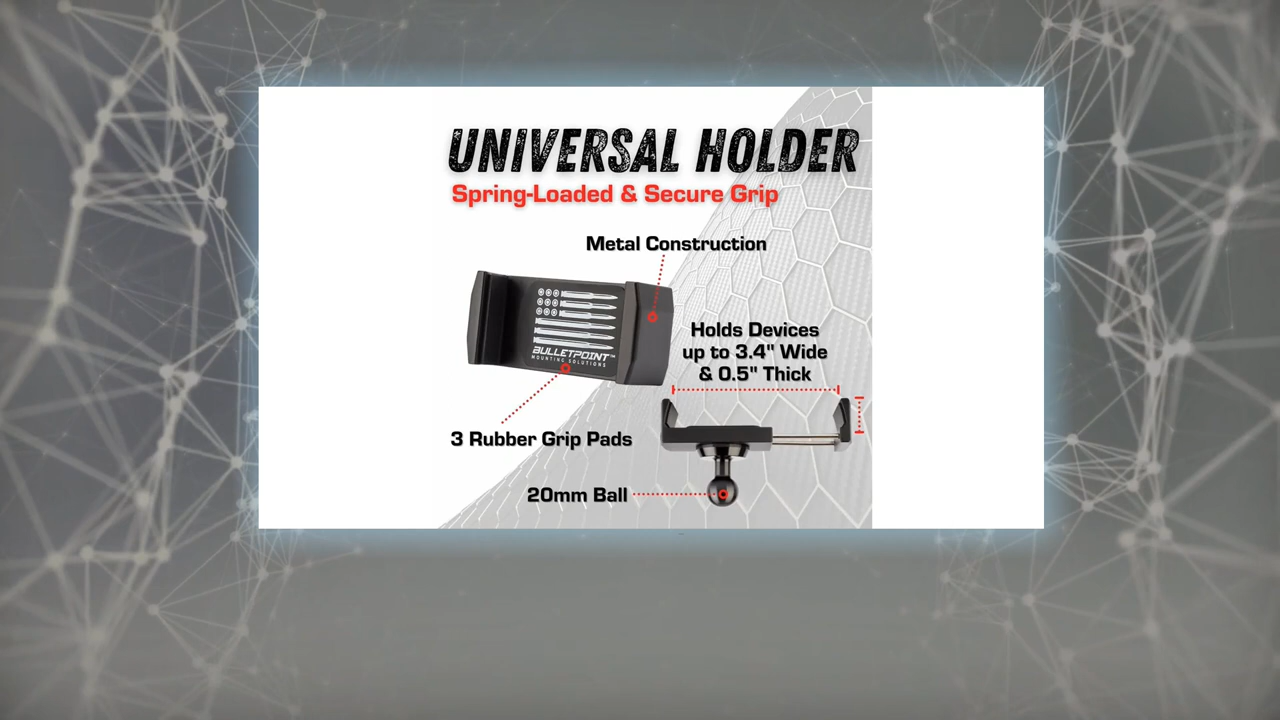 UNIVERSAL HOLDER
Spring-Loaded & Secure Grip
Metal Construction
BULLETPOINT™
MOUNTING SOLUTIONS
Holds Devices
up to 3.4" Wide
& 0.5" Thick
3 Rubber Grip Pads
20mm Ball